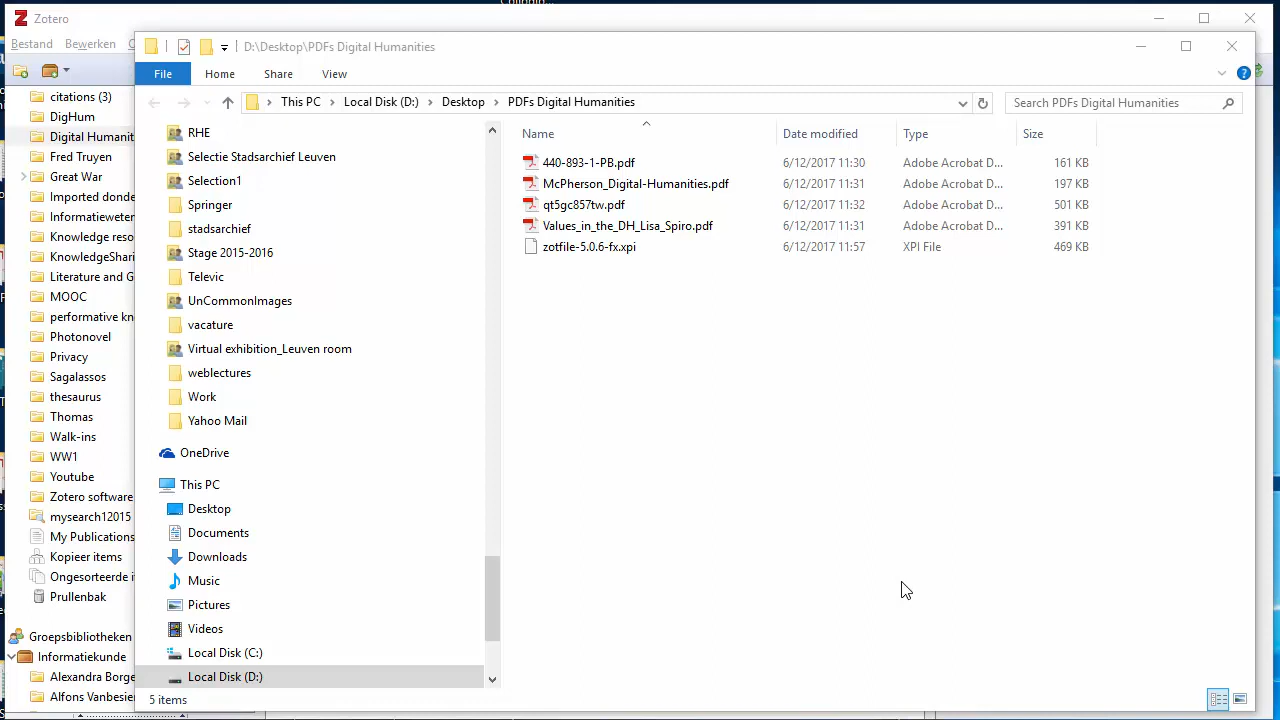 Zotero
Bestand Bewerken
D:\Desktop\PDFs Digital Humanities
File Home Share View
This PC Local Disk (D:) Desktop PDFs Digital Humanities
Search PDFs Digital Humanities
citations (3)
DigHum
Digital Humanit
Fred Truyen
Great War
Imported donde
Informatieweten
Knowledge reso
KnowledgeShari
Literature and G
MOOC
performative kn
Photonovel
Privacy
Sagalassos
thesaurus
Thomas
Walk-ins
WW1
Youtube
Zotero software
mysearch12015
My Publications
Kopieer items
Ongesorteerde i
Prullenbak
Groepsbibliotheken
Informatiekunde
Alexandra Borge
Alfons Vanbesier
RHE
Selectie Stadsarchief Leuven
Selection1
Springer
stadsarchief
Stage 2015-2016
Televic
UnCommonImages
vacature
Virtual exhibition_Leuven room
weblectures
Work
Yahoo Mail
OneDrive
This PC
Desktop
Documents
Downloads
Music
Pictures
Videos
Local Disk (C:)
Local Disk (D:)
Name Date modified Type Size
440-893-1-PB.pdf 6/12/2017 11:30 Adobe Acrobat D... 161 KB
McPherson_Digital-Humanities.pdf 6/12/2017 11:31 Adobe Acrobat D... 197 KB
qt5gc857tw.pdf 6/12/2017 11:32 Adobe Acrobat D... 501 KB
Values_in_the_DH_Lisa_Spiro.pdf 6/12/2017 11:31 Adobe Acrobat D... 391 KB
zotfile-5.0.6-fx.xpi 6/12/2017 11:57 XPI File 469 KB
5 items